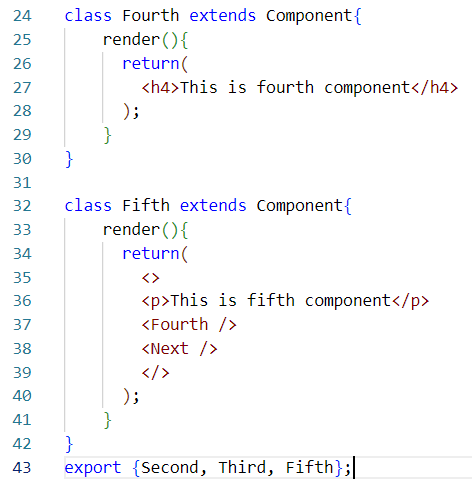 24 class Fourth extends Component{
25 render(){
26 return(
27 <h4>This is fourth component</h4>
28 );
29 }
30 }
31
32 class Fifth extends Component{
33 render(){
34 return(
35 <>
36 <p>This is fifth component</p>
37 <Fourth />
38 <Next />
39 </>
40 );
41 }
42 }
43 export {Second, Third, Fifth};